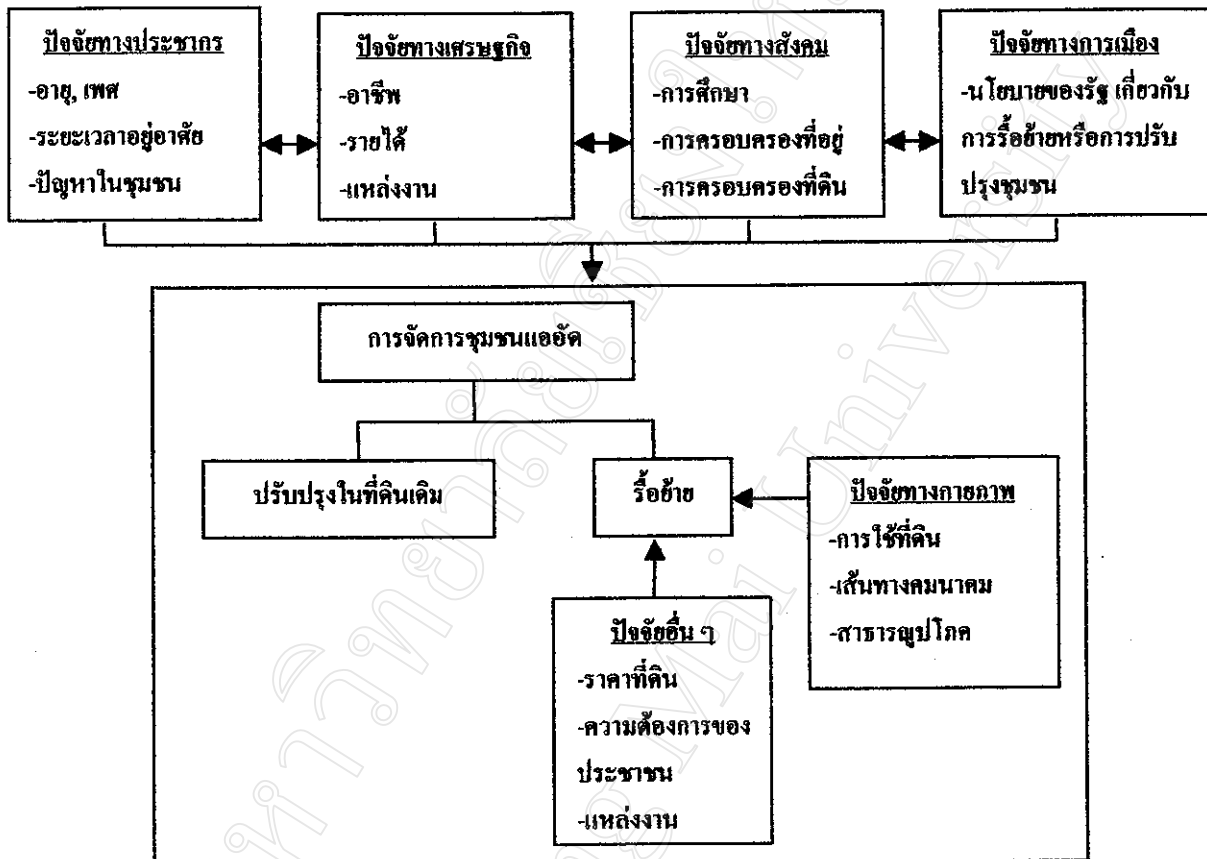 ปัจจัยทางประชากร
-อายุ, เพศ
-ระยะเวลาอยู่อาศัย
-ปัญหาในชุมชน
ปัจจัยทางเศรษฐกิจ
-อาชีพ
-รายได้
-แหล่งงาน
ปัจจัยทางสังคม
-การศึกษา
-การครอบครองที่อยู่
-การครอบครองที่ดิน
ปัจจัยทางการเมือง
-นโยบายของรัฐ เกี่ยวกับ
การรื้อย้ายหรือการปรับ
ปรุงชุมชน
การจัดการชุมชนแออัด
ปรับปรุงในที่ดินเดิม
รื้อย้าย
ปัจจัยทางกายภาพ
-การใช้ที่ดิน
-เส้นทางคมนาคม
-สาธารณูปโภค
ปัจจัยอื่น ๆ
-ราคาที่ดิน
-ความต้องการของ
ประชาชน
-แหล่งงาน
Mai University